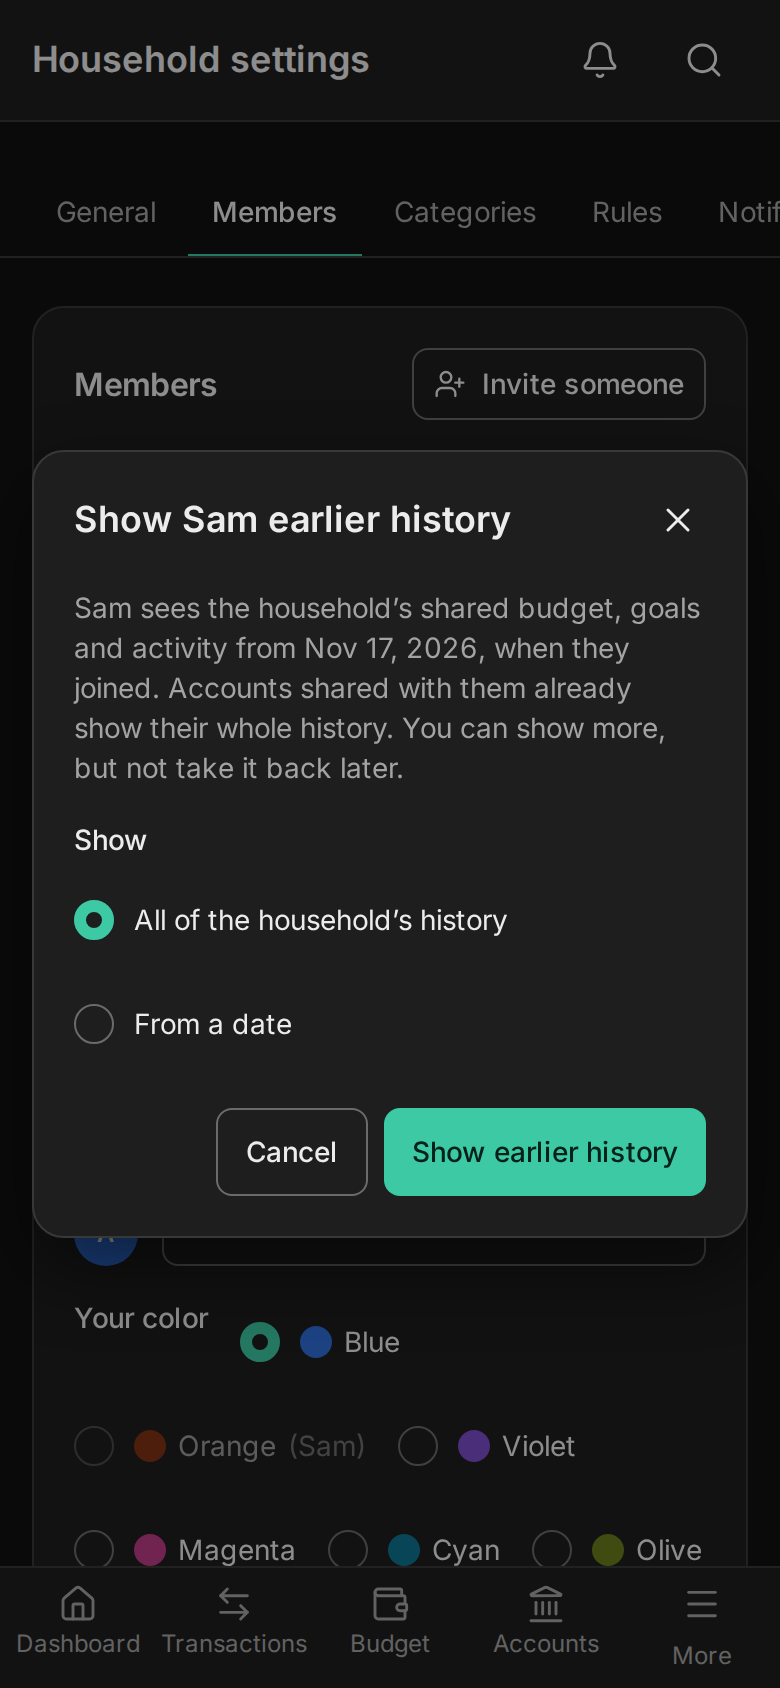 Household settings
General Members Categories Rules
Members
Invite someone
Show Sam earlier history
Sam sees the household’s shared budget, goals
and activity from Nov 17, 2026, when they
joined. Accounts shared with them already
show their whole history. You can show more,
but not take it back later.
Show
All of the household’s history
From a date
Cancel
Show earlier history
Your color
Blue
Orange (Sam)
Violet
Magenta
Cyan
Olive
Dashboard
Transactions
Budget
Accounts
More